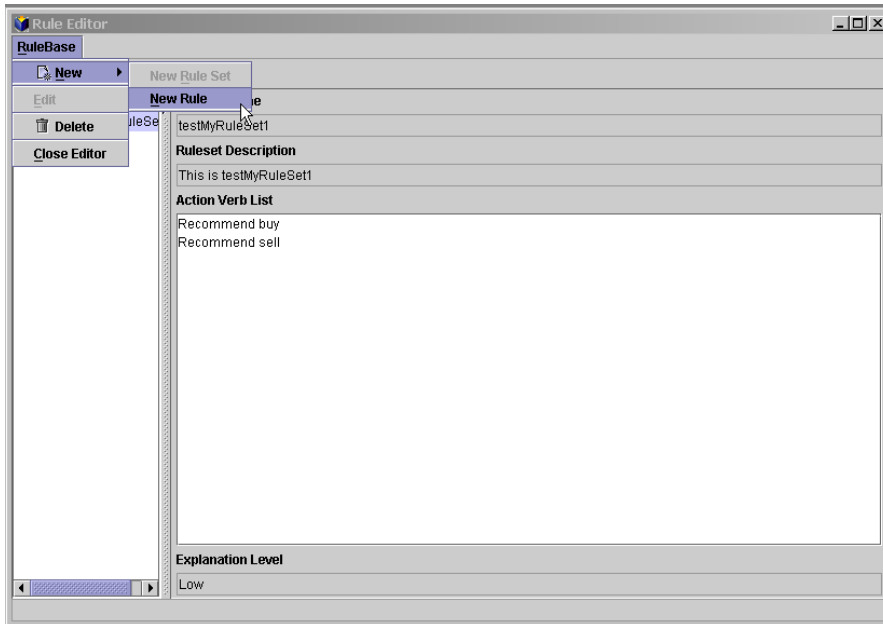 Rule Editor
RuleBase
New
New Rule Set
Edit
New Rule
Delete
testMyRuleSet1
Close Editor
Ruleset Description
This is testMyRuleSet1
Action Verb List
Recommend buy
Recommend sell
Explanation Level
Low